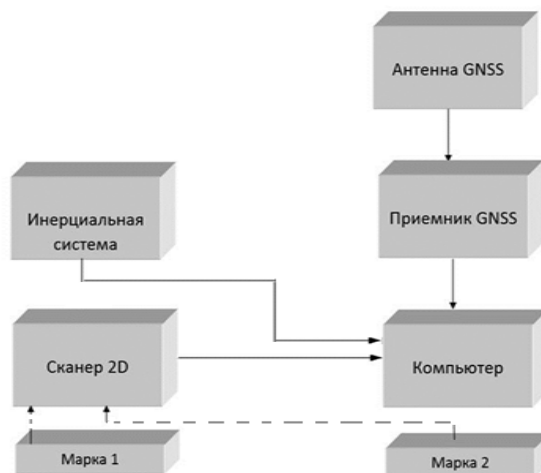 Антенна GNSS
Инерциальная
система
Приемник GNSS
Сканер 2D
Компьютер
Марка 1
Марка 2